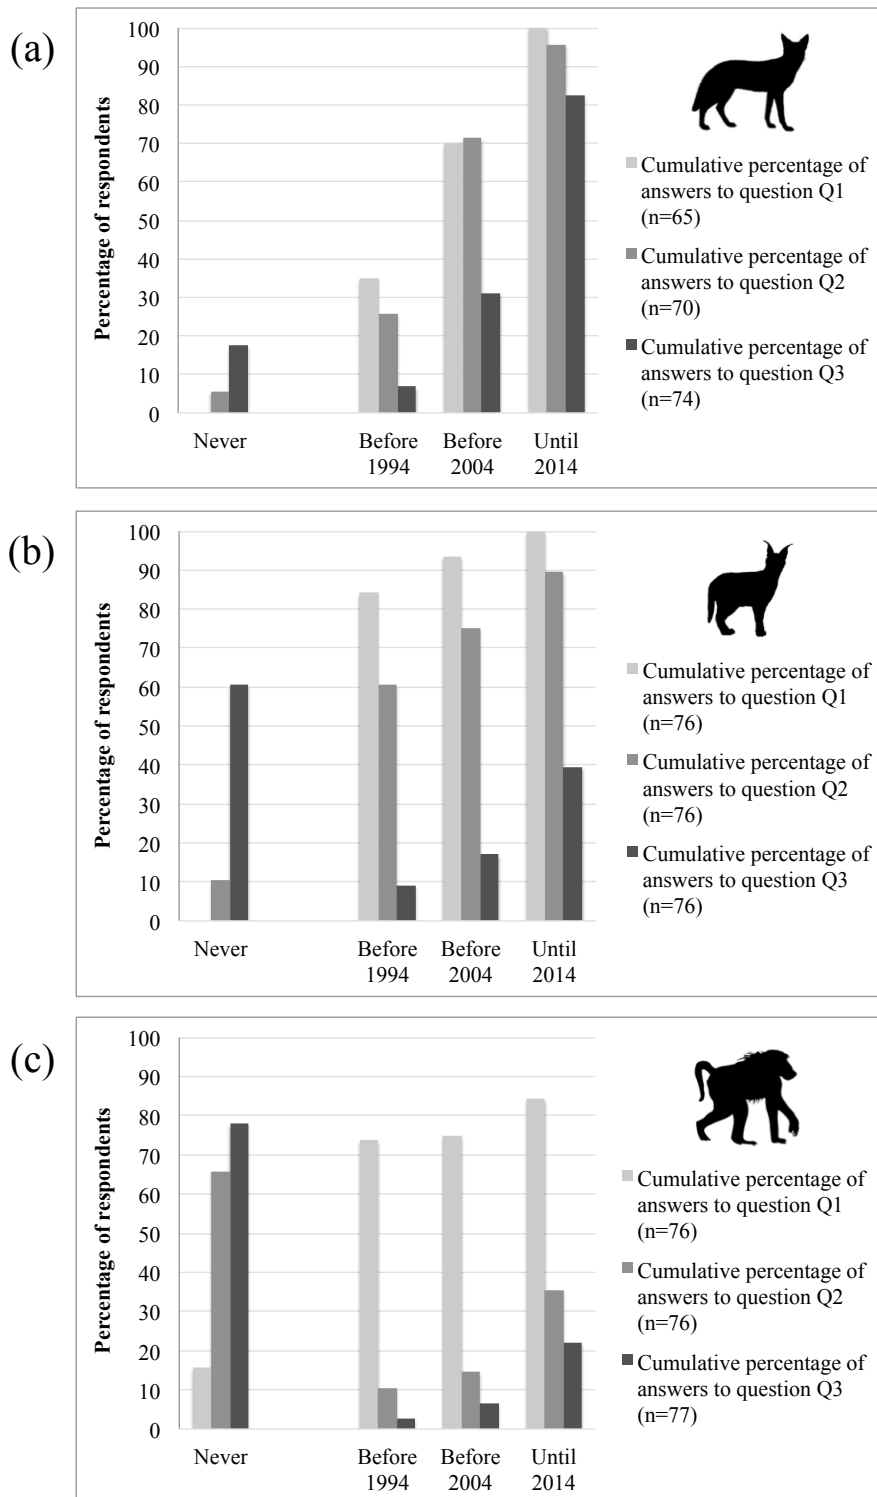 (a)
Percentage of respondents
100
90
80
70
60
50
40
30
20
10
0
Never
Before
1994
Before
2004
Until
2014
Cumulative percentage of
answers to question Q1
(n=65)
Cumulative percentage of
answers to question Q2
(n=70)
Cumulative percentage of
answers to question Q3
(n=74)
(b)
Percentage of respondents
100
90
80
70
60
50
40
30
20
10
0
Never
Before
1994
Before
2004
Until
2014
Cumulative percentage of
answers to question Q1
(n=76)
Cumulative percentage of
answers to question Q2
(n=76)
Cumulative percentage of
answers to question Q3
(n=76)
(c)
Percentage of respondents
100
90
80
70
60
50
40
30
20
10
0
Never
Before
1994
Before
2004
Until
2014
Cumulative percentage of
answers to question Q1
(n=76)
Cumulative percentage of
answers to question Q2
(n=76)
Cumulative percentage of
answers to question Q3
(n=77)